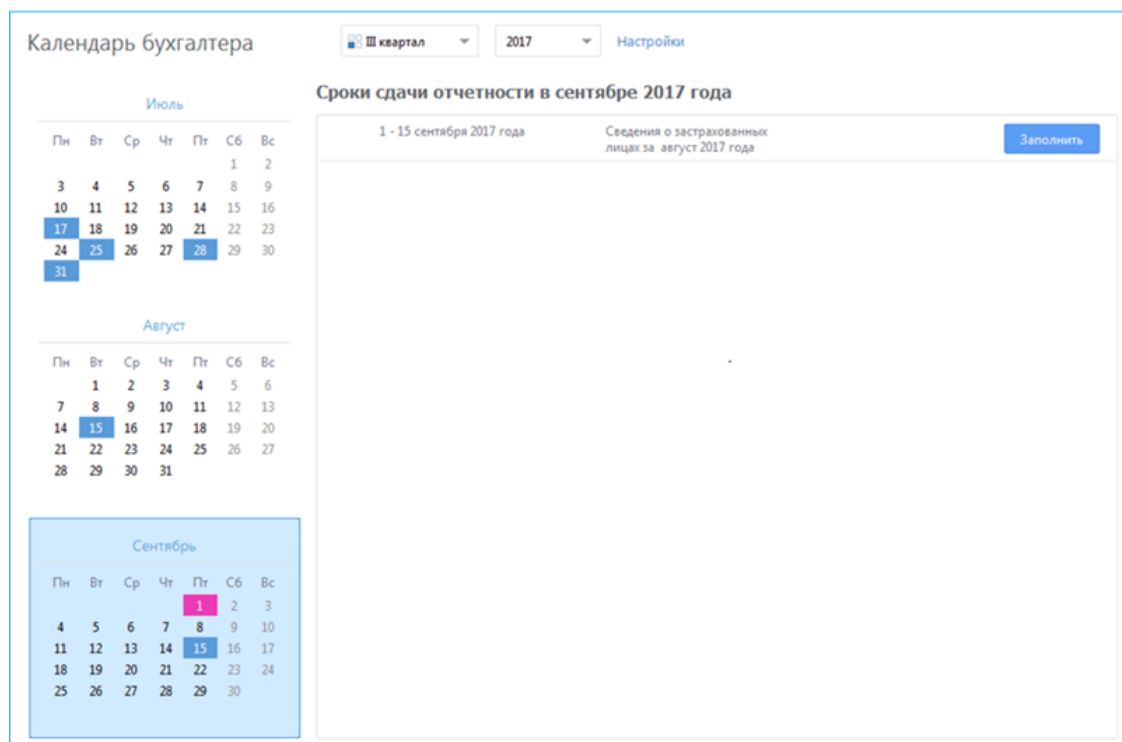 Календарь бухгалтера
III квартал
2017
Настройки
Июль
Пн Вт Ср Чт Пт Сб Вс
1 2
3 4 5 6 7 8 9
10 11 12 13 14 15 16
17 18 19 20 21 22 23
24 25 26 27 28 29 30
31
Август
Пн Вт Ср Чт Пт Сб Вс
1 2 3 4 5 6
7 8 9 10 11 12 13
14 15 16 17 18 19 20
21 22 23 24 25 26 27
28 29 30 31
Сентябрь
Пн Вт Ср Чт Пт Сб Вс
1 2 3
4 5 6 7 8 9 10
11 12 13 14 15 16 17
18 19 20 21 22 23 24
25 26 27 28 29 30
Сроки сдачи отчетности в сентябре 2017 года
1 - 15 сентября 2017 года
Сведения о застрахованных
лицах за август 2017 года
Заполнить